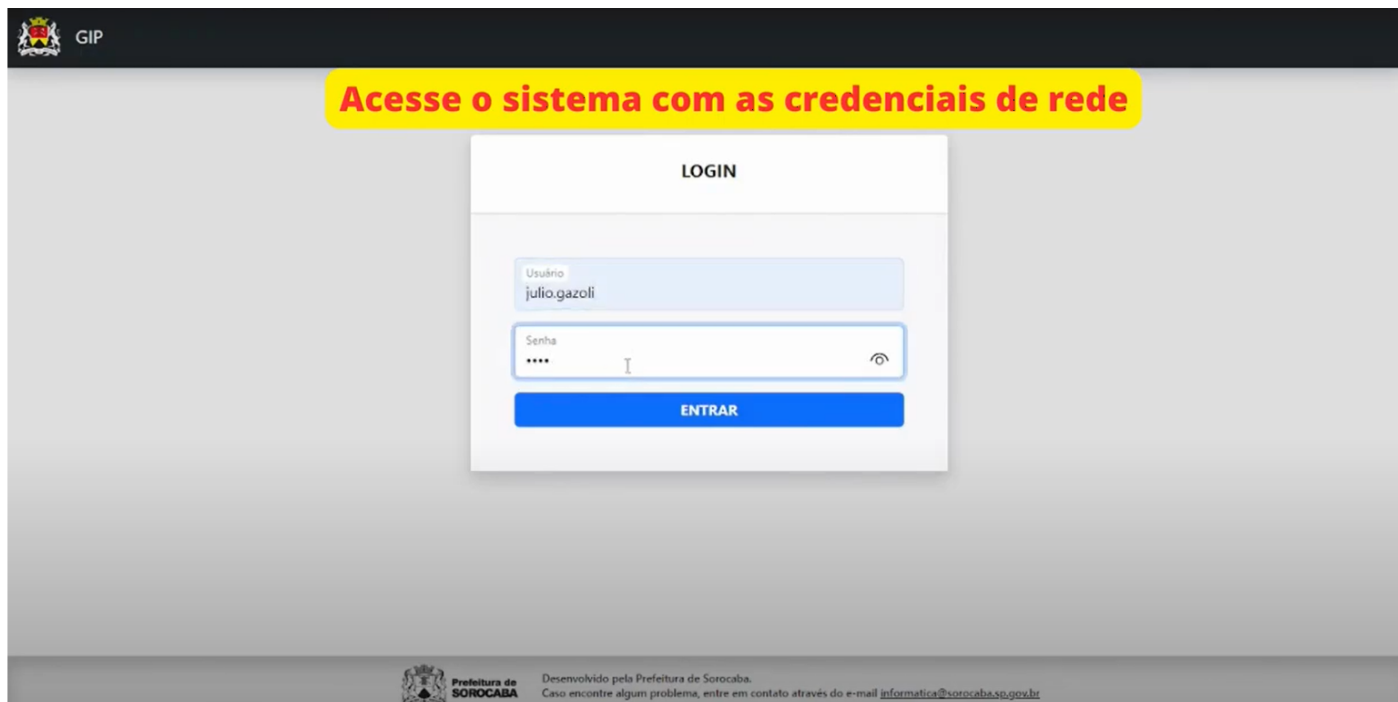 GIP
Acesse o sistema com as credenciais de rede
LOGIN
Usuário
julio.gazoli
Senha
••••
ENTRAR
Prefeitura de
SOROCABA
Desenvolvido pela Prefeitura de Sorocaba.
Caso encontre algum problema, entre em contato através do e-mail informatica@sorocaba.sp.gov.br